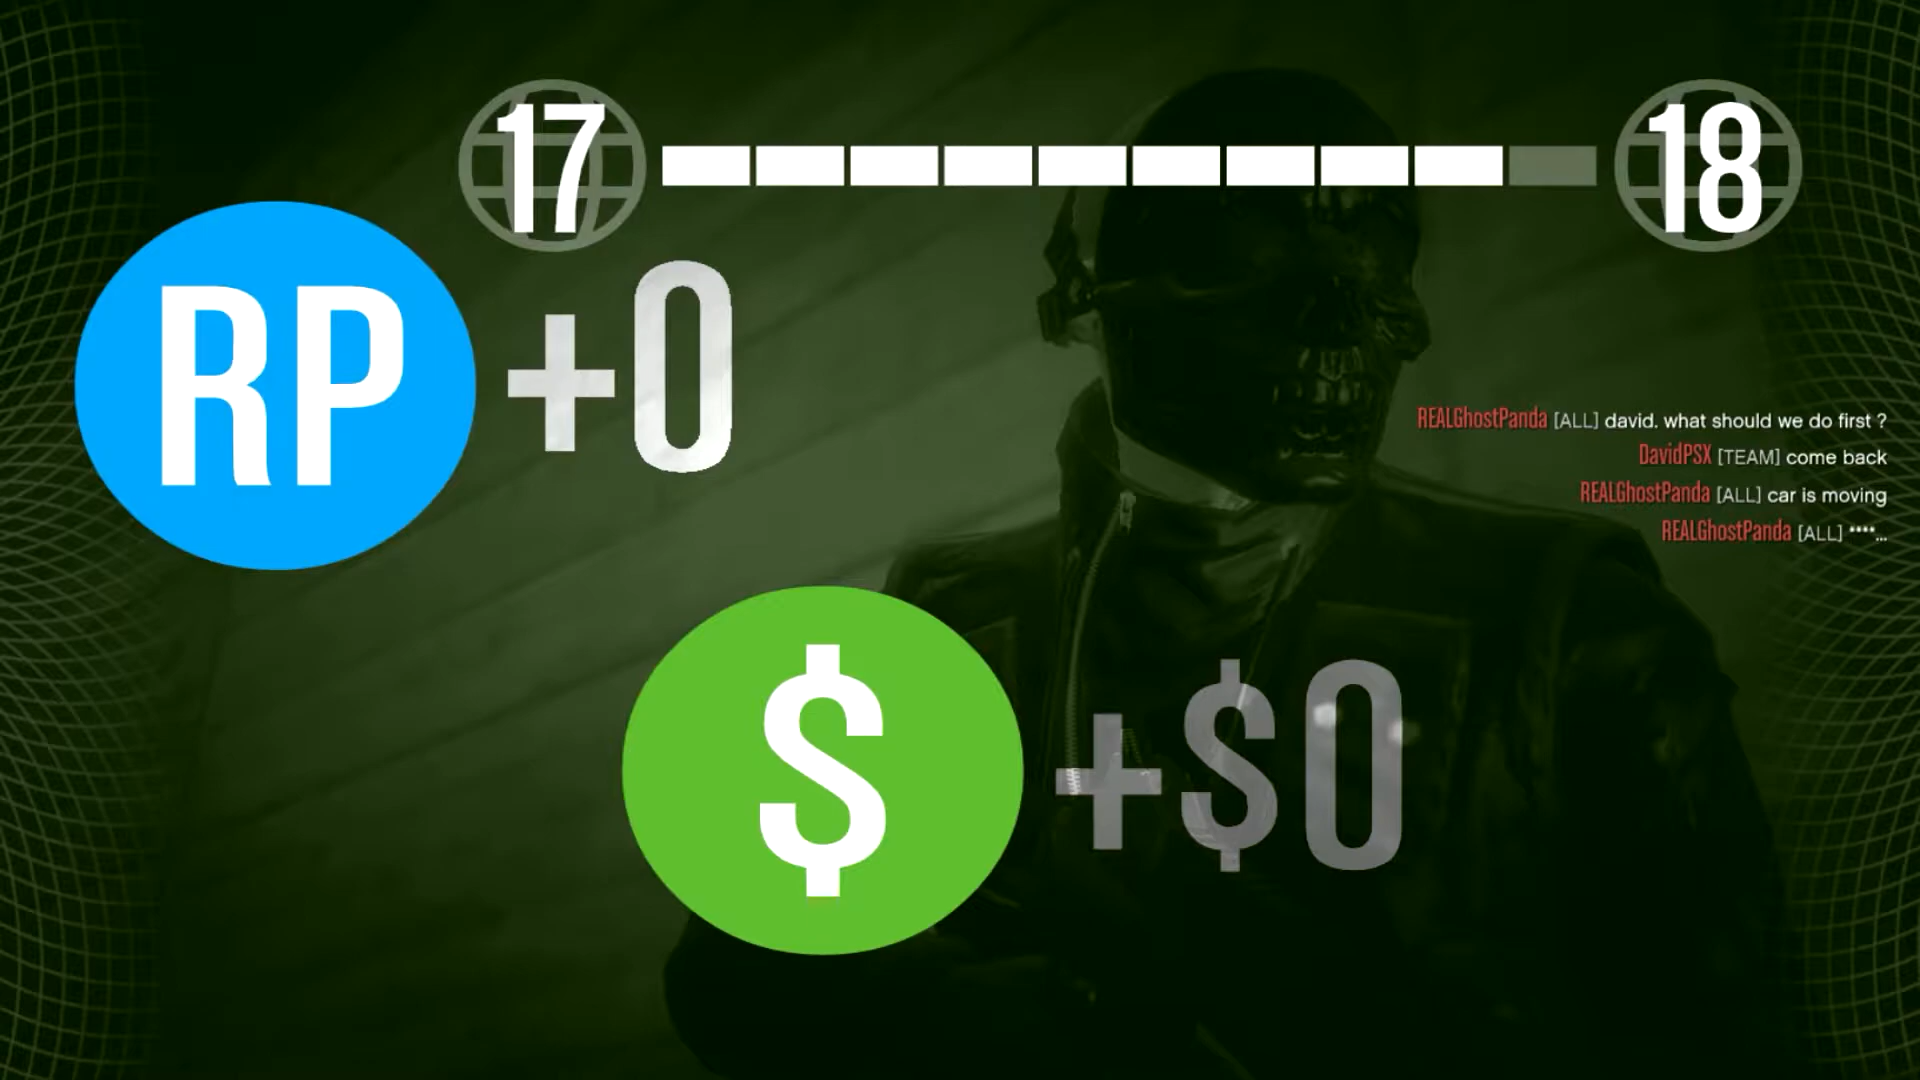 17
18
RP +0
REALGhostPanda [ALL] david. what should we do first ?
DavidPSX [TEAM] come back
REALGhostPanda [ALL] car is moving
REALGhostPanda [ALL] ****...
$ +$0